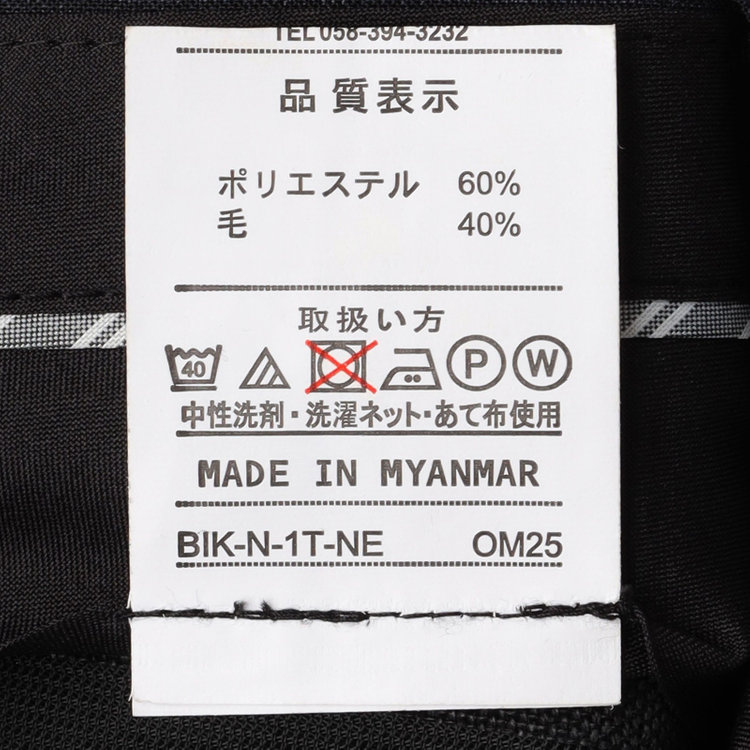 TEL 058-394-3232
品質表示
ポリエステル 60%
毛 40%
取扱い方
40 P W
中性洗剤・洗濯ネット・あて布使用
MADE IN MYANMAR
BIK-N-1T-NE OM25